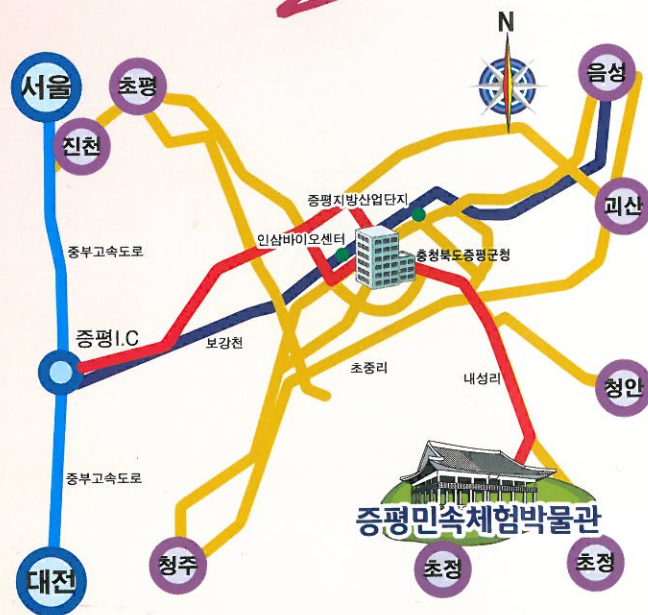 N
서울
초평
음성
진천
증평지방산업단지
괴산
인삼바이오센터
중부고속도로
충청북도증평군청
증평I.C
보강천
초중리
내성리
청안
중부고속도로
증평민속체험박물관
대전
청주
초정
초정